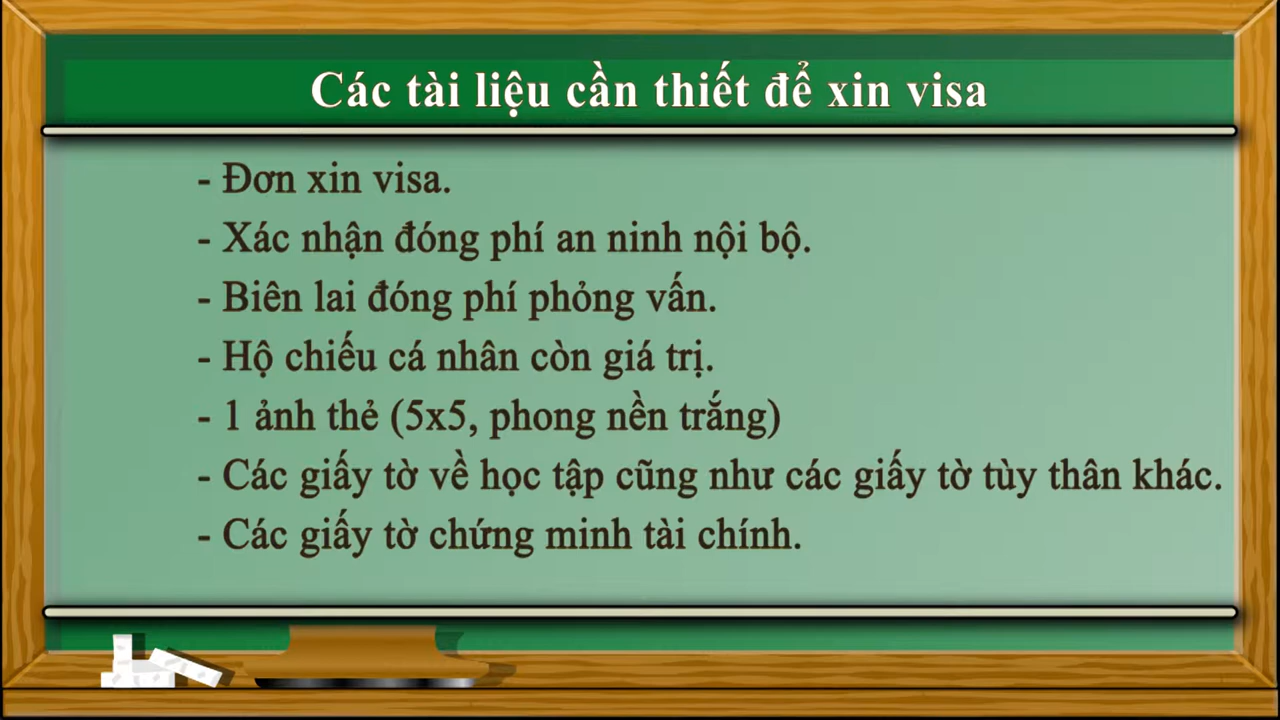 Các tài liệu cần thiết để xin visa
- Đơn xin visa.
- Xác nhận đóng phí an ninh nội bộ.
- Biên lai đóng phí phỏng vấn.
- Hộ chiếu cá nhân còn giá trị.
- 1 ảnh thẻ (5x5, phong nền trắng)
- Các giấy tờ về học tập cũng như các giấy tờ tùy thân khác.
- Các giấy tờ chứng minh tài chính.